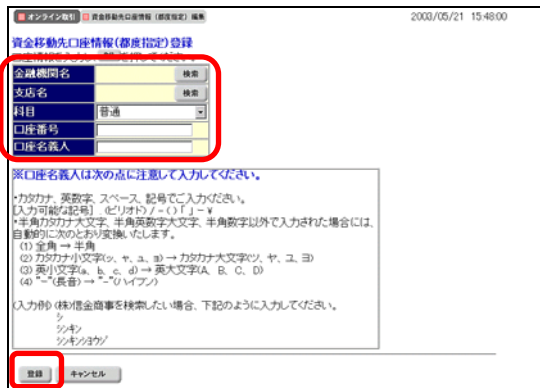 オンライン取引 資金移動先口座情報(都度指定) 編集
2003/05/21 15:48:00
資金移動先口座情報(都度指定)登録
金融機関名 検索
支店名 検索
科目 普通
口座番号
口座名義人
※口座名義人は次の点に注意して入力してください。
・カタカナ、英数字、スペース、記号でご入力ください。
[入力可能な記号] .(ピリオド) / - ( ) 「 」 - ¥
・半角カタカナ大文字、半角英数字大文字、半角数字以外で入力された場合には、
自動的に次のとおり変換いたします。
(1) 全角 → 半角
(2) カタカナ小文字(ッ、ャ、ュ、ョ) → カタカナ大文字(ツ、ヤ、ユ、ヨ)
(3) 英小文字(a、b、c、d) → 英大文字(A、B、C、D)
(4) "ー"(長音) → "-"(ハイフン)
(入力例) (株)信金商事を検索したい場合、下記のように入力してください。
シ
シンキン
シンキンシヨウジ
登録 キャンセル